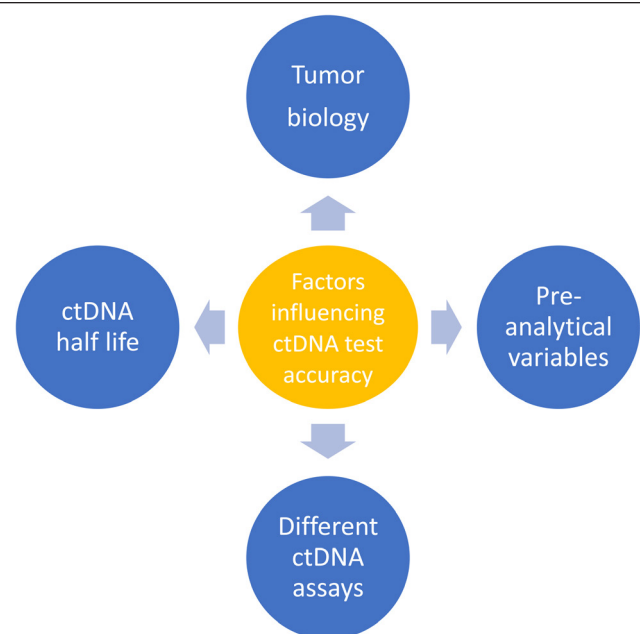 Tumor
biology
ctDNA
half life
Factors
influencing
ctDNA test
accuracy
Pre-
analytical
variables
Different
ctDNA
assays